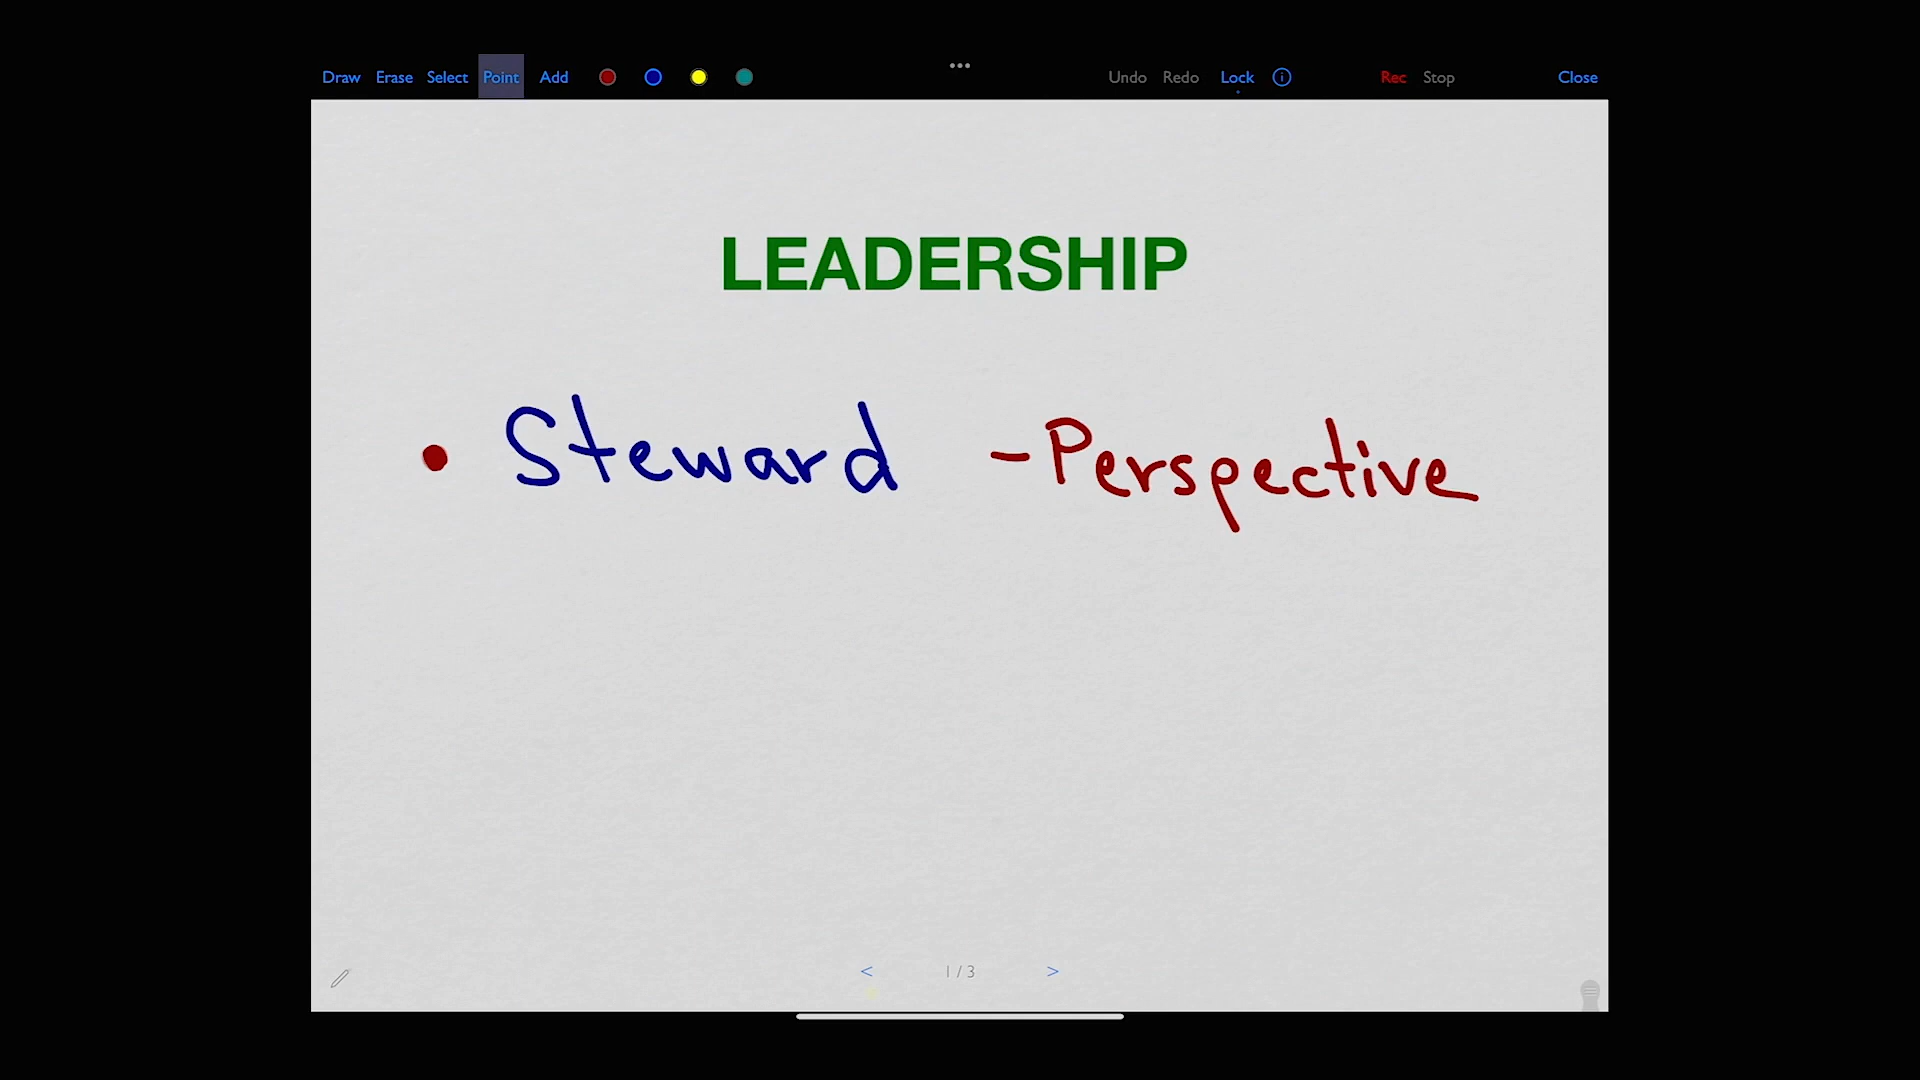 Draw Erase Select Point Add ••• Undo Redo Lock ⓘ Rec Stop Close
LEADERSHIP
• Steward - Perspective
< 1 / 3 >